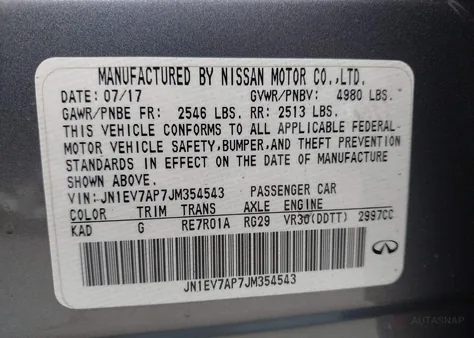 MANUFACTURED BY NISSAN MOTOR CO.,LTD.
DATE: 07/17 GVWR/PNBV: 4980 LBS.
GAWR/PNBE FR: 2546 LBS. RR: 2513 LBS.
THIS VEHICLE CONFORMS TO ALL APPLICABLE FEDERAL
MOTOR VEHICLE SAFETY,BUMPER,AND THEFT PREVENTION
STANDARDS IN EFFECT ON THE DATE OF MANUFACTURE
SHOWN ABOVE.
VIN: JN1EV7AP7JM354543 PASSENGER CAR
COLOR TRIM TRANS AXLE ENGINE
KAD G RE7R01A RG29 VR30(DDTT) 2997CC
JN1EV7AP7JM354543
AUTASNAP